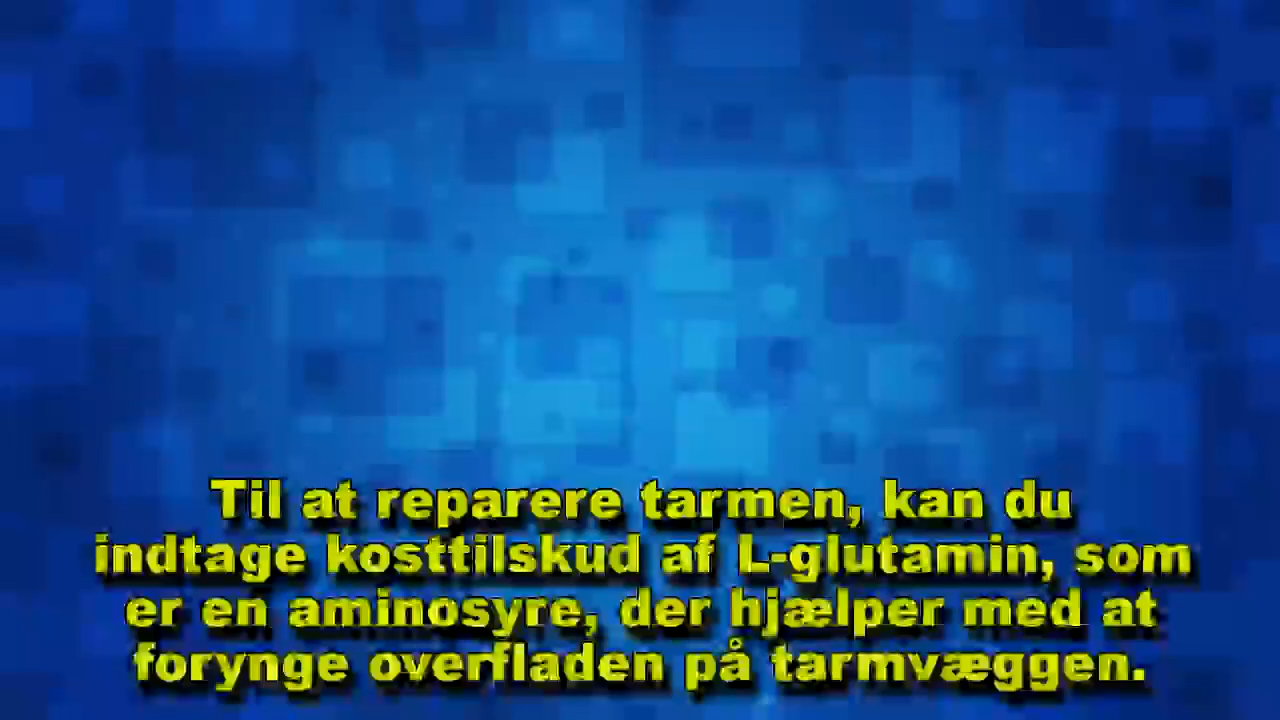 Til at reparere tarmen, kan du
indtage kosttilskud af L-glutamin, som
er en aminosyre, der hjælper med at
forynge overfladen på tarmvæggen.